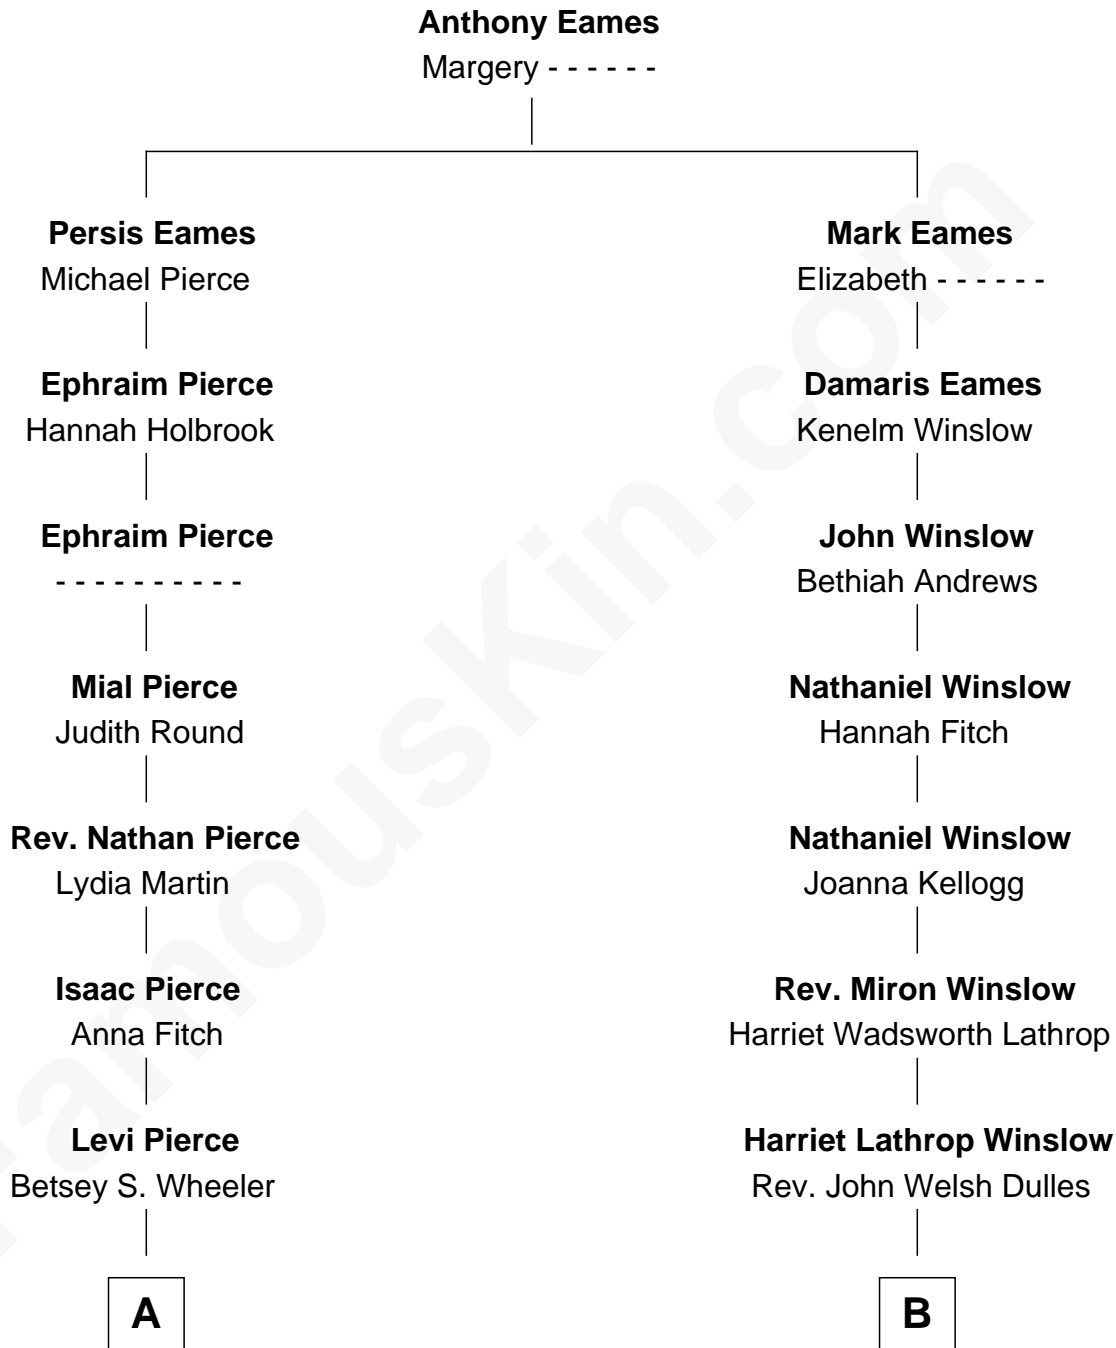 Anthony Eames
Margery - - - - - -
Persis Eames
Michael Pierce
Mark Eames
Elizabeth - - - - - -
Ephraim Pierce
Hannah Holbrook
Damaris Eames
Kenelm Winslow
Ephraim Pierce
- - - - - - - - - -
John Winslow
Bethiah Andrews
Mial Pierce
Judith Round
Nathaniel Winslow
Hannah Fitch
Rev. Nathan Pierce
Lydia Martin
Nathaniel Winslow
Joanna Kellogg
Isaac Pierce
Anna Fitch
Rev. Miron Winslow
Harriet Wadsworth Lathrop
Levi Pierce
Betsey S. Wheeler
Harriet Lathrop Winslow
Rev. John Welsh Dulles
A
B
FamousKin.com